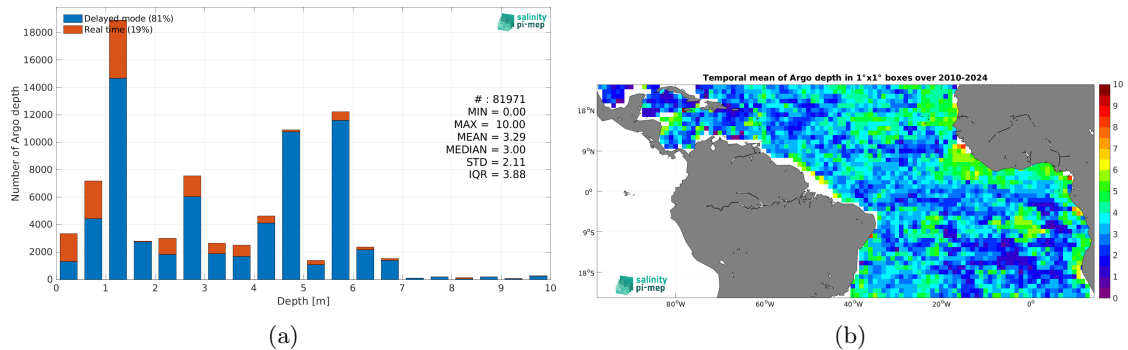 Delayed mode (81%)
Real time (19%)
salinity
pi-mep
# : 81971
MIN = 0.00
MAX = 10.00
MEAN = 3.29
MEDIAN = 3.00
STD = 2.11
IQR = 3.88
Number of Argo depth
18000
16000
14000
12000
10000
8000
6000
4000
2000
0
0 1 2 3 4 5 6 7 8 9 10
Depth [m]
(a)
Temporal mean of Argo depth in 1°x1° boxes over 2010-2024
18°N
9°N
0°
9°S
18°S
80°W 60°W 40°W 20°W 0°
10
9
8
7
6
5
4
3
2
1
0
salinity
pi-mep
(b)